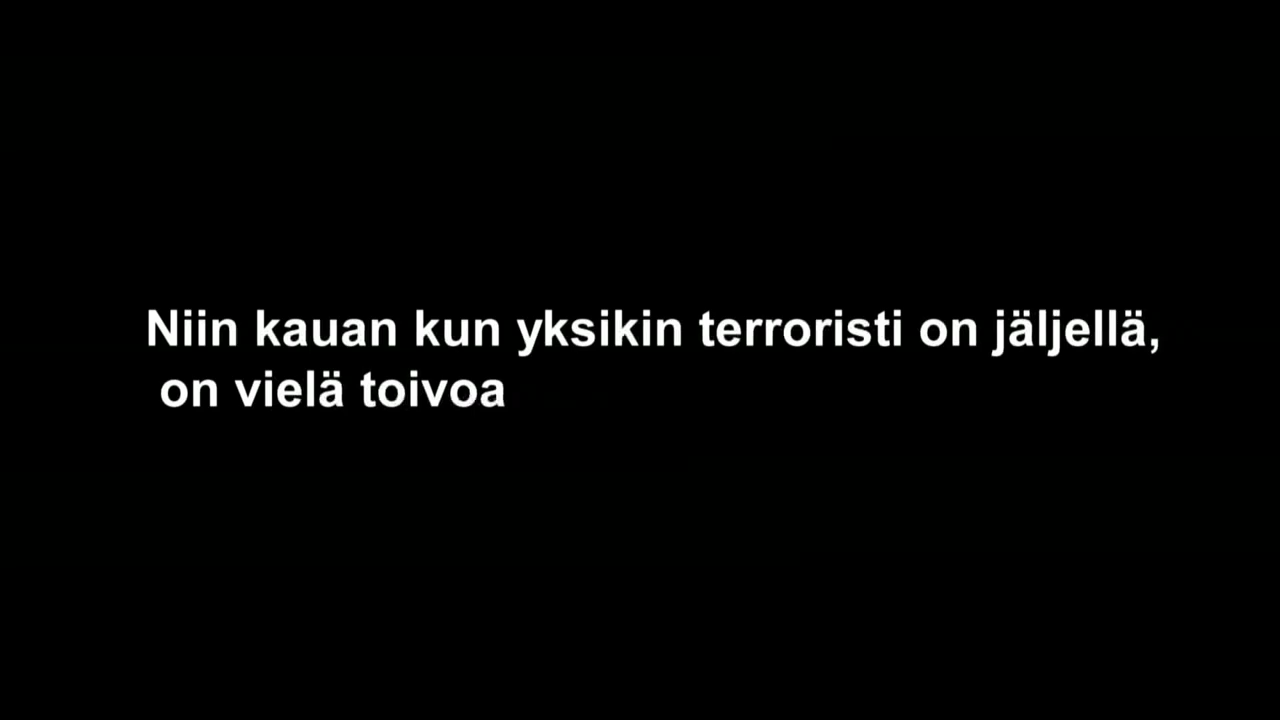 Niin kauan kun yksikin terroristi on jäljellä,
on vielä toivoa